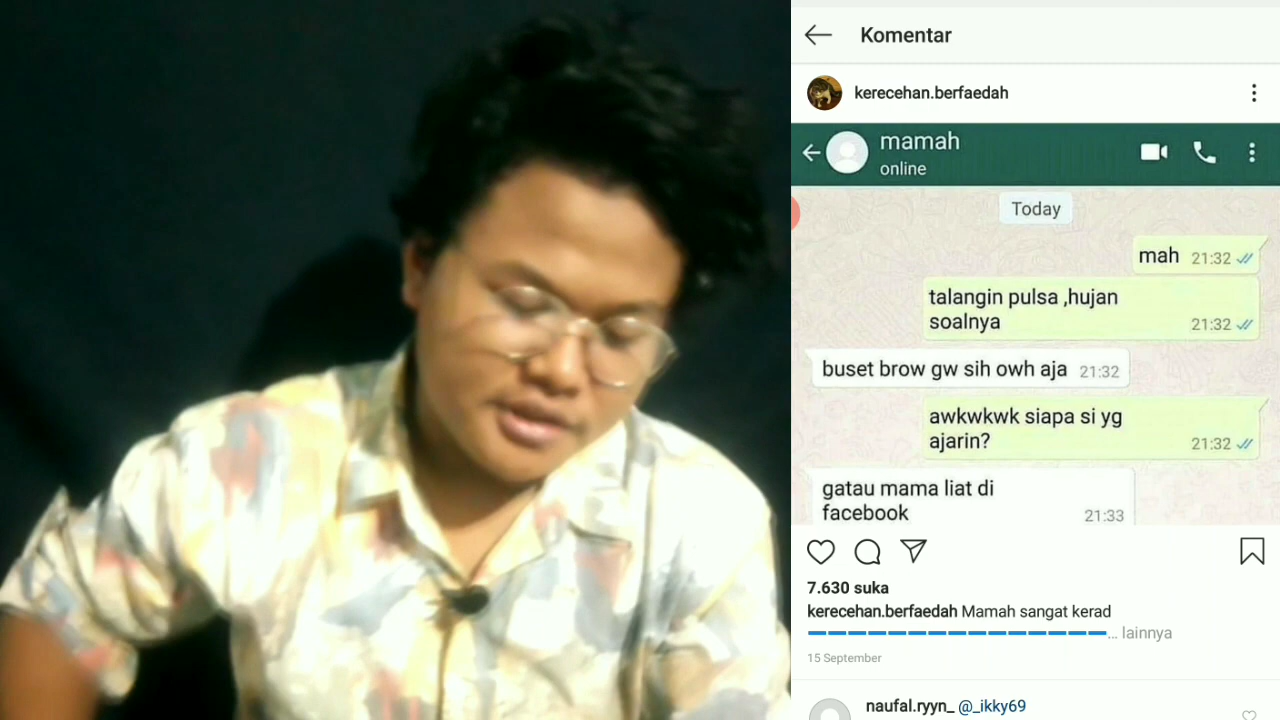 Komentar
kerecehan.berfaedah
mamah
online
Today
mah 21:32
talangin pulsa ,hujan
soalnya 21:32
buset brow gw sih owh aja 21:32
awkwkwk siapa si yg
ajarin? 21:32
gatau mama liat di
facebook 21:33
7.630 suka
kerecehan.berfaedah Mamah sangat kerad
... lainnya
15 September
naufal.ryyn_ @_ikky69